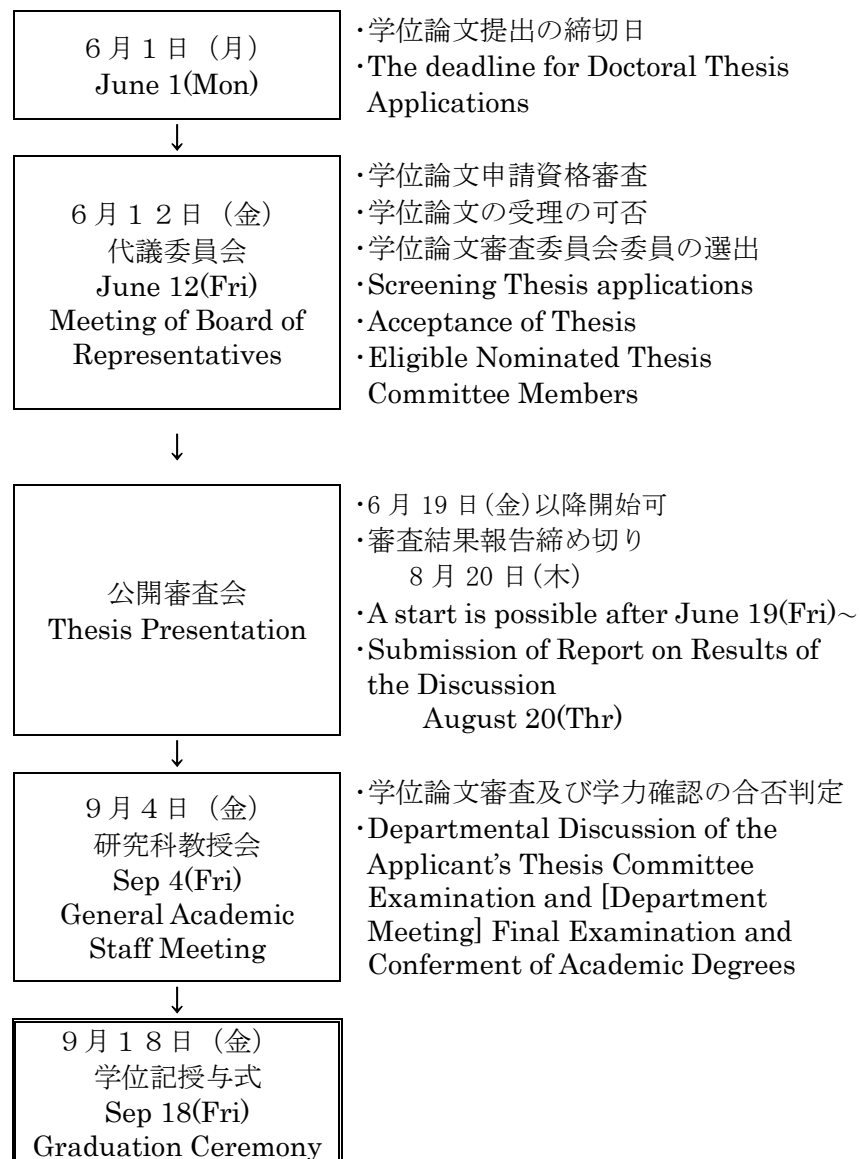 6月1日（月）
June 1(Mon)
・学位論文提出の締切日
・The deadline for Doctoral Thesis
Applications
↓
6月12日（金）
代議委員会
June 12(Fri)
Meeting of Board of
Representatives
・学位論文申請資格審査
・学位論文の受理の可否
・学位論文審査委員会委員の選出
・Screening Thesis applications
・Acceptance of Thesis
・Eligible Nominated Thesis
Committee Members
↓
公開審査会
Thesis Presentation
・6月19日(金)以降開始可
・審査結果報告締め切り
8月20日(木)
・A start is possible after June 19(Fri)~
・Submission of Report on Results of
the Discussion
August 20(Thr)
↓
9月4日（金）
研究科教授会
Sep 4(Fri)
General Academic
Staff Meeting
・学位論文審査及び学力確認の合否判定
・Departmental Discussion of the
Applicant’s Thesis Committee
Examination and [Department
Meeting] Final Examination and
Conferment of Academic Degrees
↓
9月18日（金）
学位記授与式
Sep 18(Fri)
Graduation Ceremony